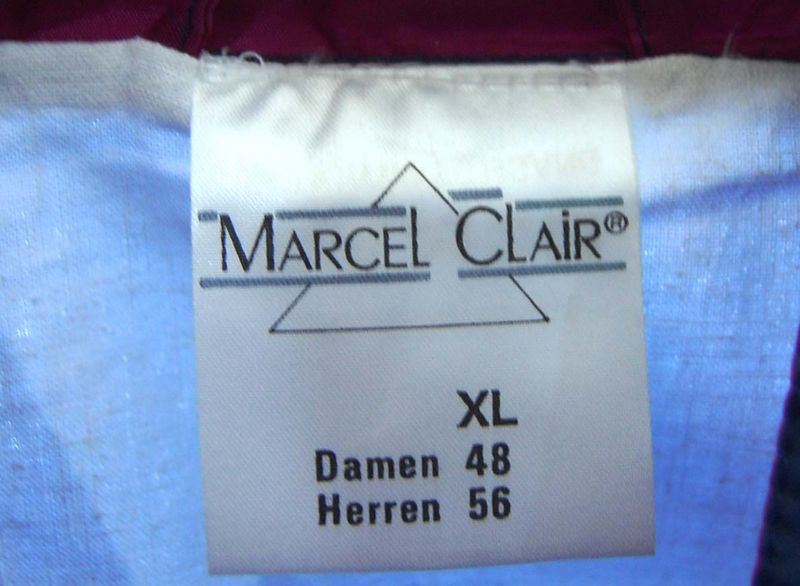 MARCEL CLAiR®
XL
Damen 48
Herren 56